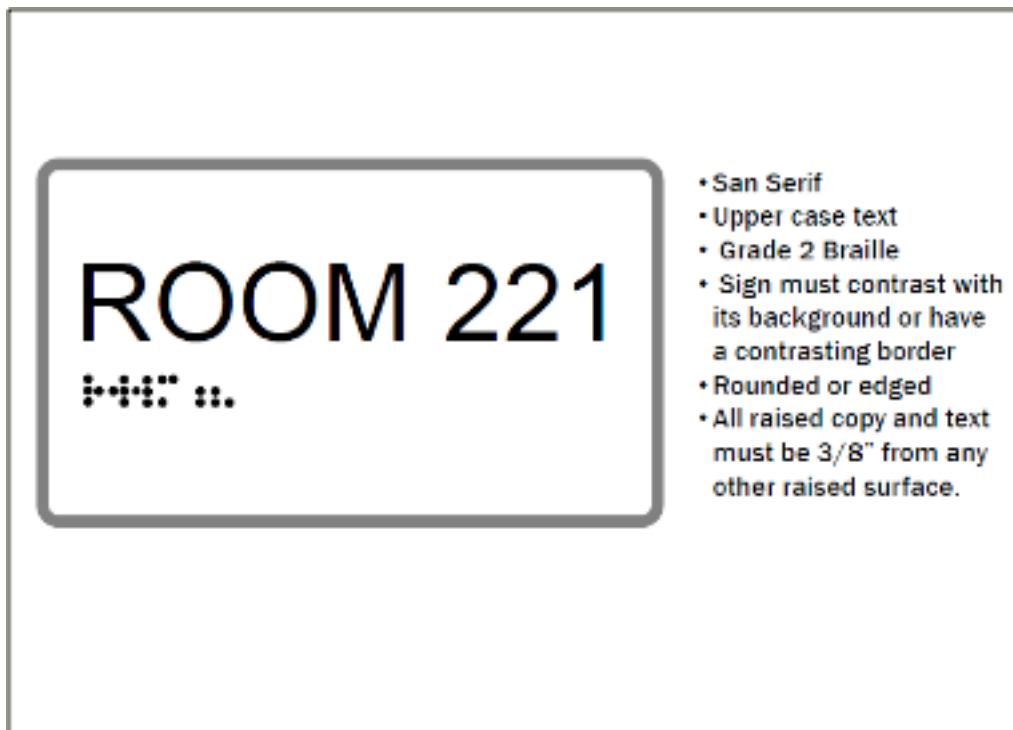 ROOM 221
• San Serif
• Upper case text
• Grade 2 Braille
• Sign must contrast with
its background or have
a contrasting border
• Rounded or edged
• All raised copy and text
must be 3/8" from any
other raised surface.